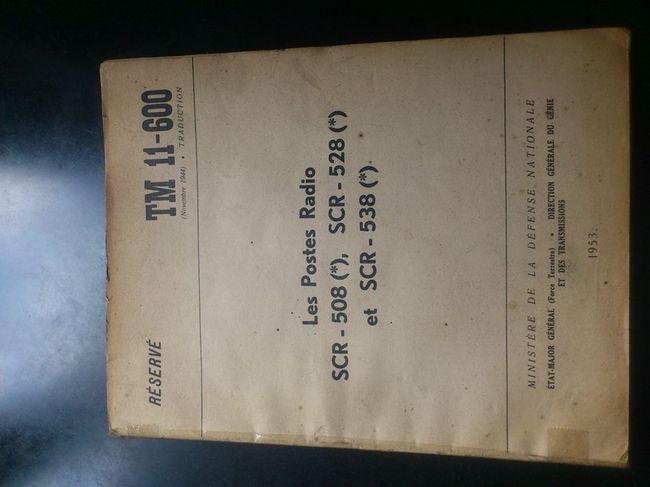 RÉSERVÉ
TM 11-600
(Novembre 1944) • TRADUCTION
Les Postes Radio
SCR - 508 (*), SCR - 528 (*)
et SCR - 538 (*)
MINISTÈRE DE LA DÉFENSE NATIONALE
ÉTAT-MAJOR GÉNÉRAL (Force Terrestre) • DIRECTION GÉNÉRALE DU GÉNIE
ET DES TRANSMISSIONS
1953.